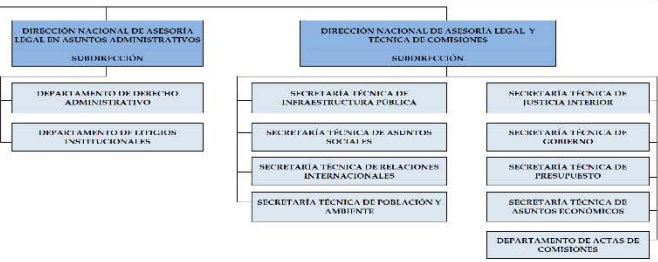 DIRECCIÓN NACIONAL DE ASESORÍA
LEGAL EN ASUNTOS ADMINISTRATIVOS
SUBDIRECCIÓN
DIRECCIÓN NACIONAL DE ASESORÍA LEGAL Y
TÉCNICA DE COMISIONES
SUBDIRECCIÓN
DEPARTAMENTO DE DERECHO
ADMINISTRATIVO
DEPARTAMENTO DE LITIGIOS
INSTITUCIONALES
SECRETARÍA TÉCNICA DE
INFRAESTRUCTURA PÚBLICA
SECRETARÍA TÉCNICA DE ASUNTOS
SOCIALES
SECRETARÍA TÉCNICA DE RELACIONES
INTERNACIONALES
SECRETARÍA TÉCNICA DE POBLACIÓN Y
AMBIENTE
SECRETARÍA TÉCNICA DE
JUSTICIA INTERIOR
SECRETARÍA TÉCNICA DE
GOBIERNO
SECRETARÍA TÉCNICA DE
PRESUPUESTO
SECRETARÍA TÉCNICA DE
ASUNTOS ECONÓMICOS
DEPARTAMENTO DE ACTAS DE
COMISIONES